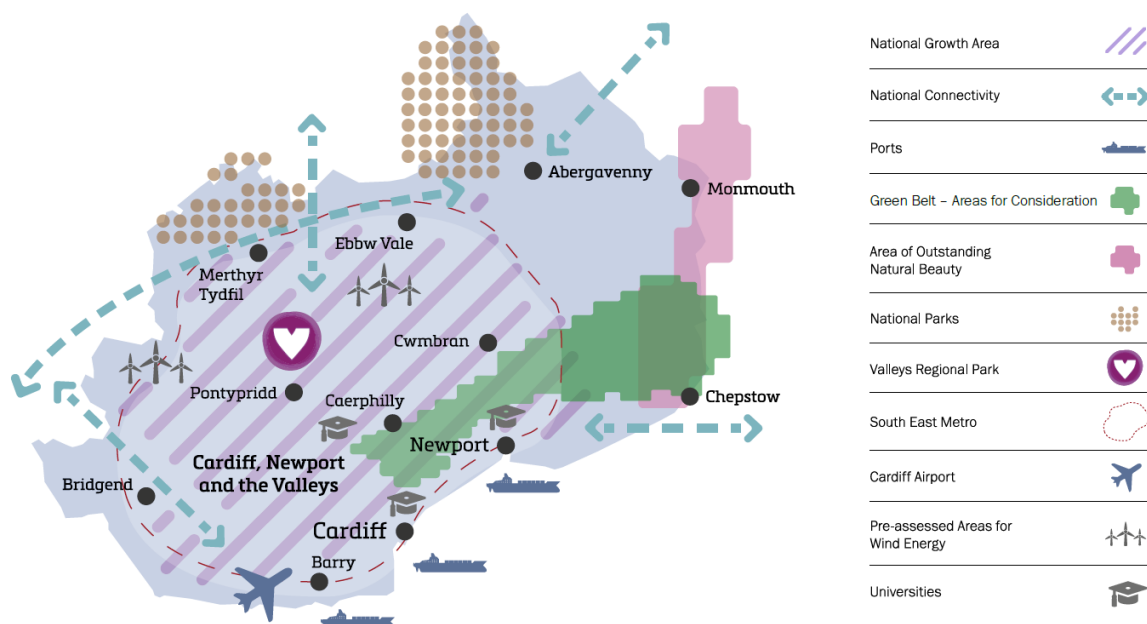 Abergavenny
Monmouth
Ebbw Vale
Merthyr
Tydfil
Cwmbran
Pontypridd
Caerphilly
Chepstow
Newport
Cardiff, Newport
and the Valleys
Bridgend
Cardiff
Barry
National Growth Area
National Connectivity
Ports
Green Belt – Areas for Consideration
Area of Outstanding
Natural Beauty
National Parks
Valleys Regional Park
South East Metro
Cardiff Airport
Pre-assessed Areas for
Wind Energy
Universities